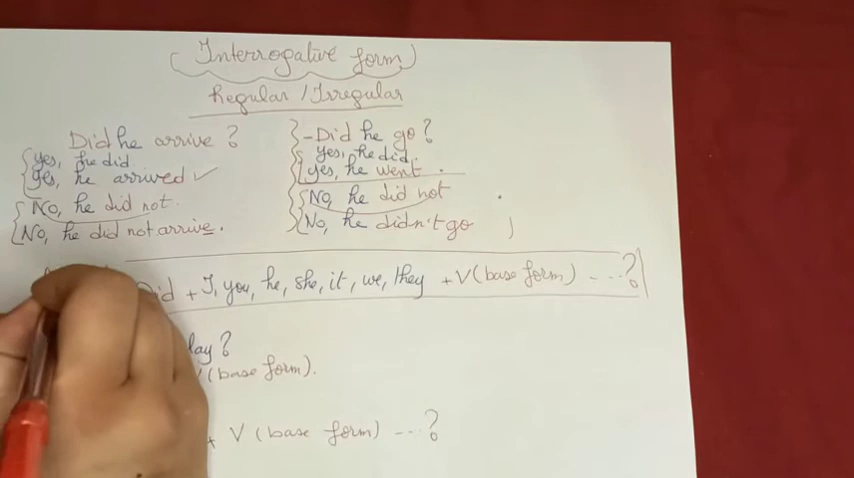 (Interrogative form)
Regular / Irregular
Did he arrive ?
yes, he did
yes, he arrived ✓
No, he did not.
No, he did not arrive.
-Did he go ?
yes, he did.
yes, he went.
No, he did not
No, he didn't go
Did + I, you, he, she, it, we, they + V (base form) ---- ?
?
(base form).
+ V (base form) --- ?